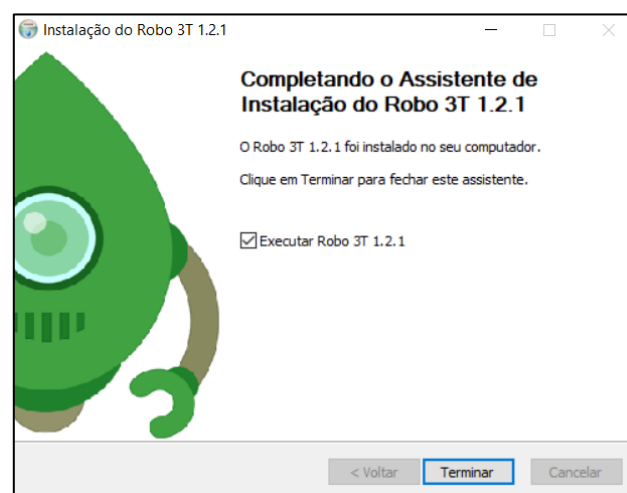 Instalação do Robo 3T 1.2.1
Completando o Assistente de
Instalação do Robo 3T 1.2.1
O Robo 3T 1.2.1 foi instalado no seu computador.
Clique em Terminar para fechar este assistente.
Executar Robo 3T 1.2.1
< Voltar
Terminar
Cancelar